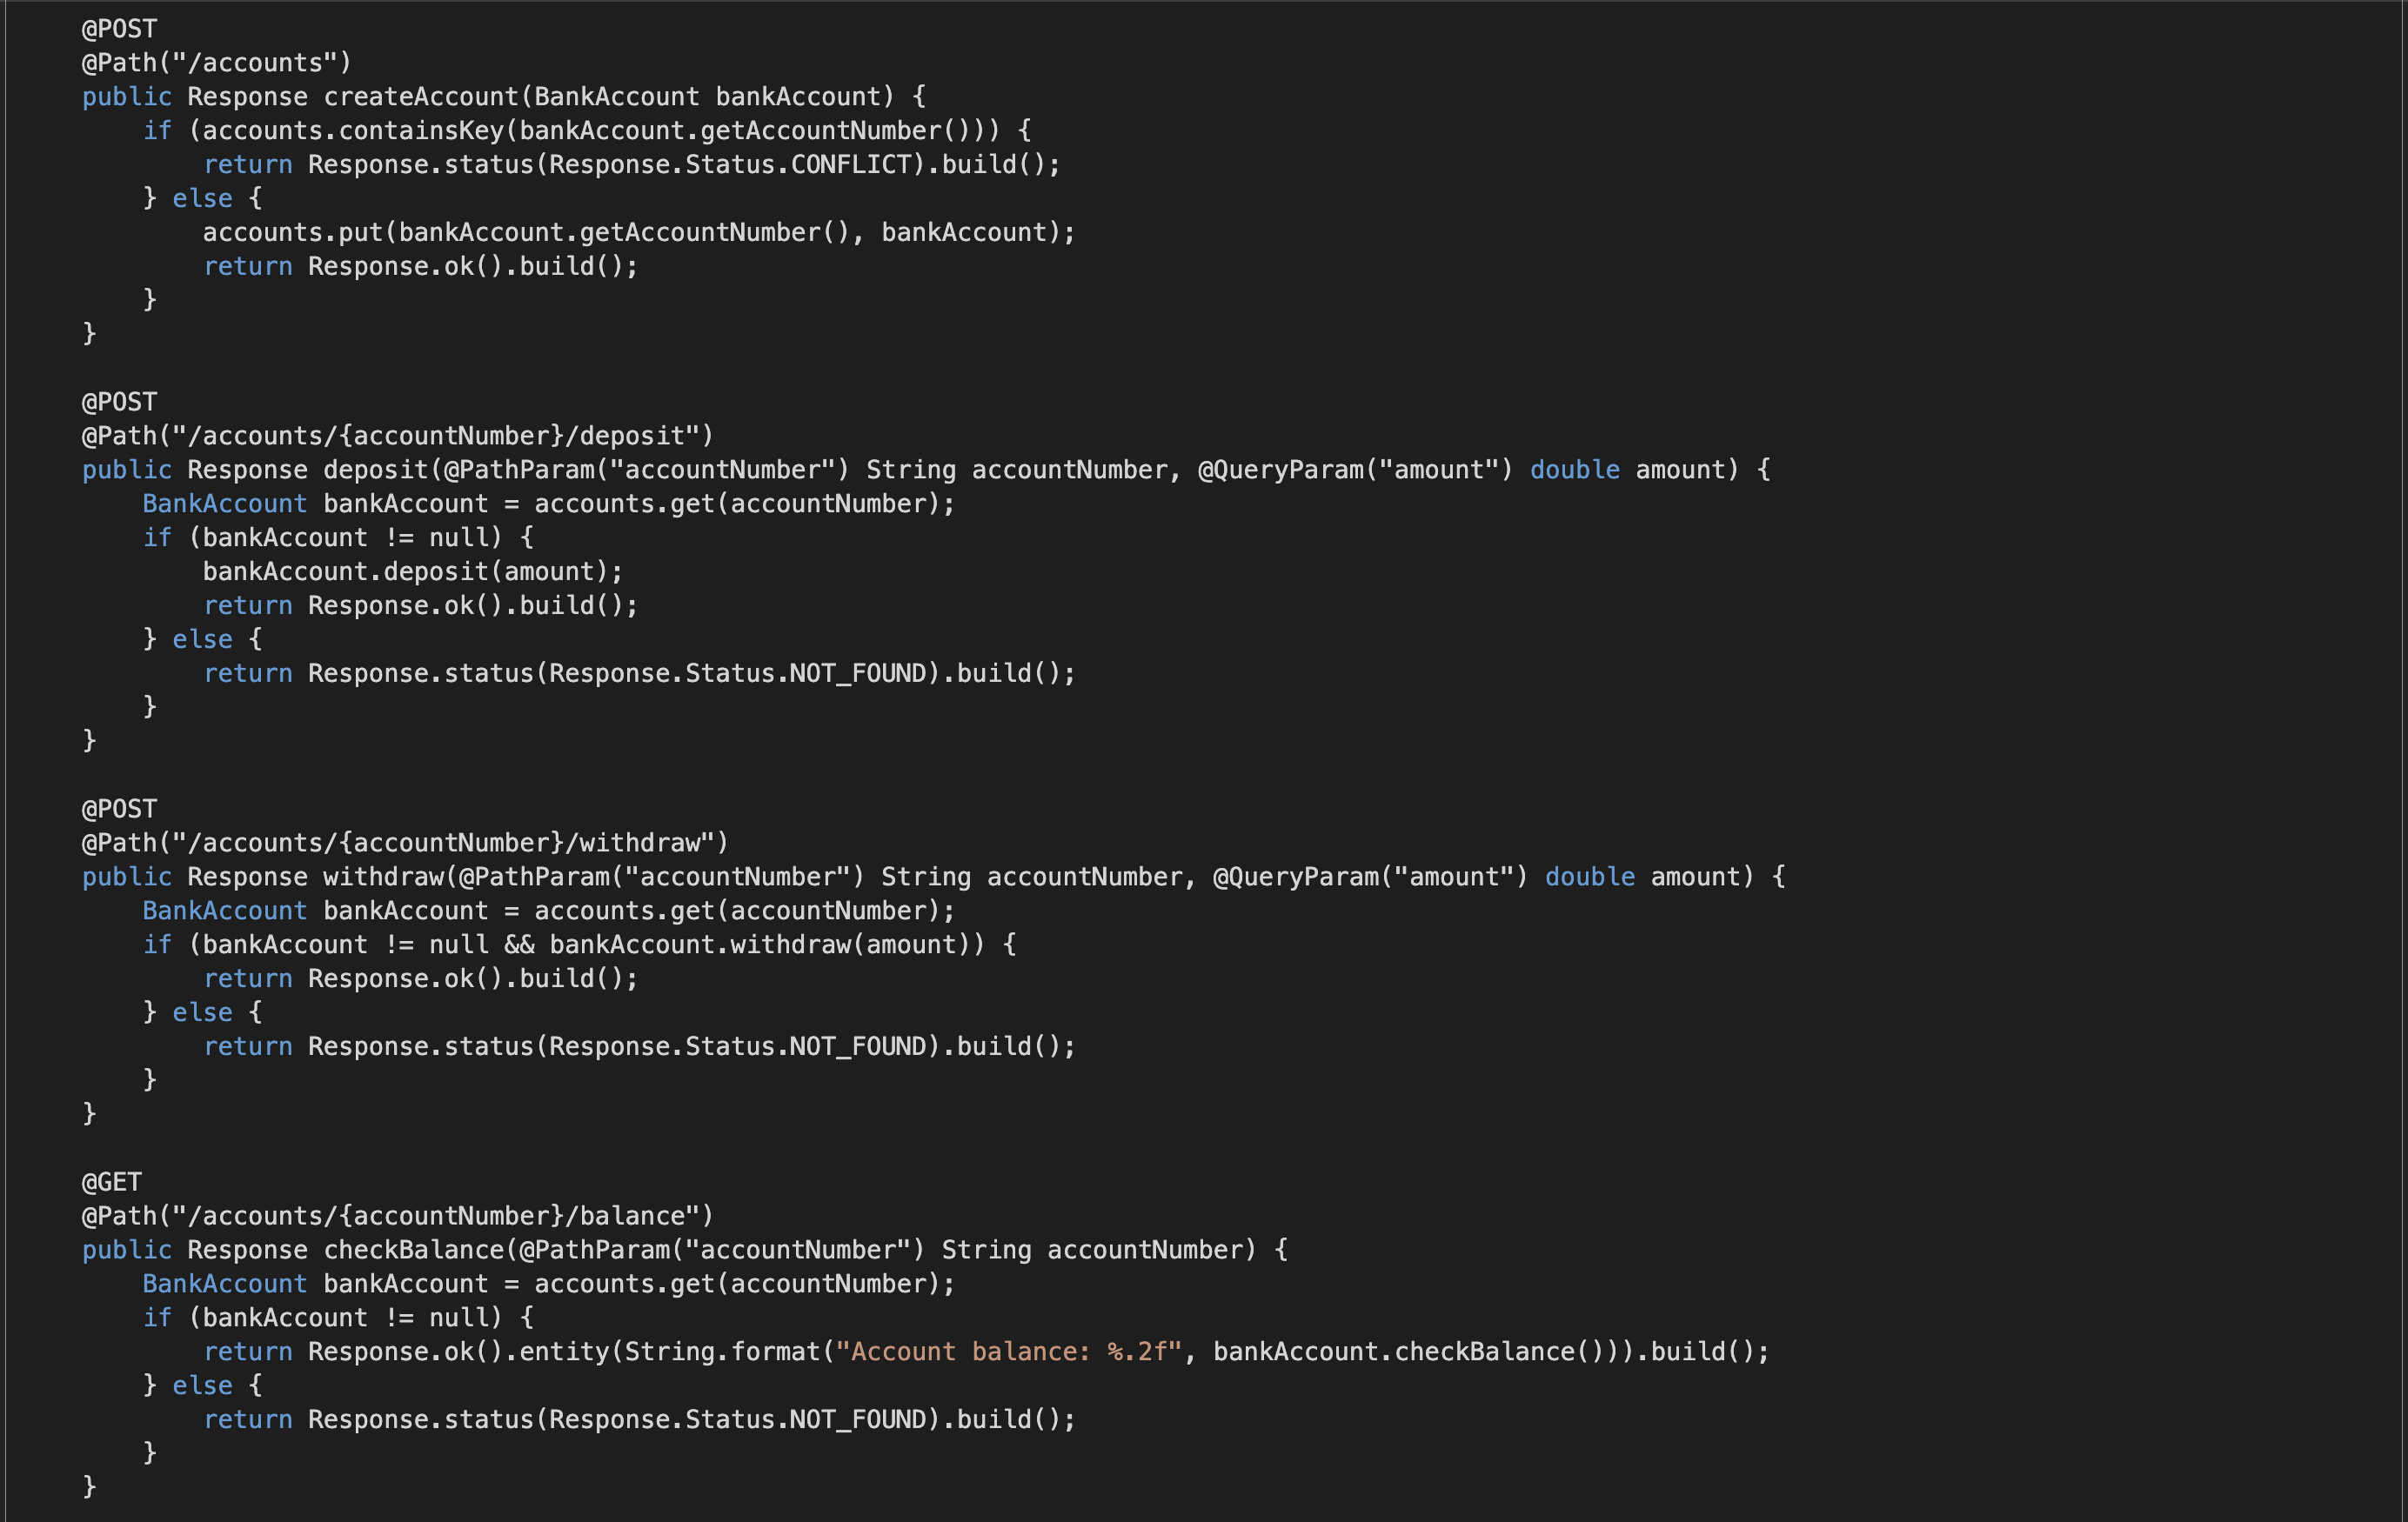 @POST
@Path("/accounts")
public Response createAccount(BankAccount bankAccount) {
    if (accounts.containsKey(bankAccount.getAccountNumber())) {
        return Response.status(Response.Status.CONFLICT).build();
    } else {
        accounts.put(bankAccount.getAccountNumber(), bankAccount);
        return Response.ok().build();
    }
}

@POST
@Path("/accounts/{accountNumber}/deposit")
public Response deposit(@PathParam("accountNumber") String accountNumber, @QueryParam("amount") double amount) {
    BankAccount bankAccount = accounts.get(accountNumber);
    if (bankAccount != null) {
        bankAccount.deposit(amount);
        return Response.ok().build();
    } else {
        return Response.status(Response.Status.NOT_FOUND).build();
    }
}

@POST
@Path("/accounts/{accountNumber}/withdraw")
public Response withdraw(@PathParam("accountNumber") String accountNumber, @QueryParam("amount") double amount) {
    BankAccount bankAccount = accounts.get(accountNumber);
    if (bankAccount != null && bankAccount.withdraw(amount)) {
        return Response.ok().build();
    } else {
        return Response.status(Response.Status.NOT_FOUND).build();
    }
}

@GET
@Path("/accounts/{accountNumber}/balance")
public Response checkBalance(@PathParam("accountNumber") String accountNumber) {
    BankAccount bankAccount = accounts.get(accountNumber);
    if (bankAccount != null) {
        return Response.ok().entity(String.format("Account balance: %.2f", bankAccount.checkBalance())).build();
    } else {
        return Response.status(Response.Status.NOT_FOUND).build();
    }
}